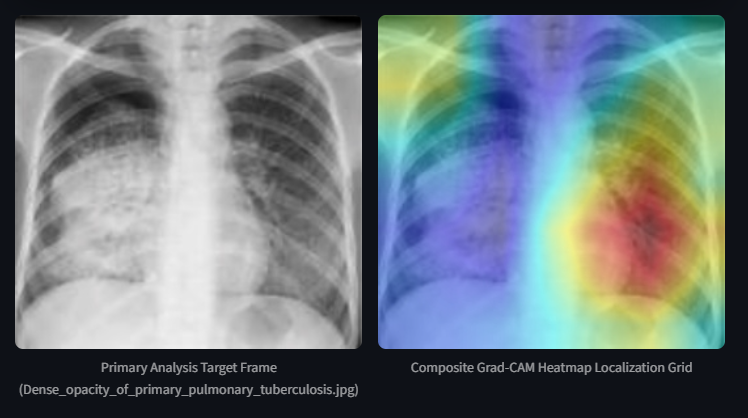 Primary Analysis Target Frame
(Dense_opacity_of_primary_pulmonary_tuberculosis.jpg)
Composite Grad-CAM Heatmap Localization Grid